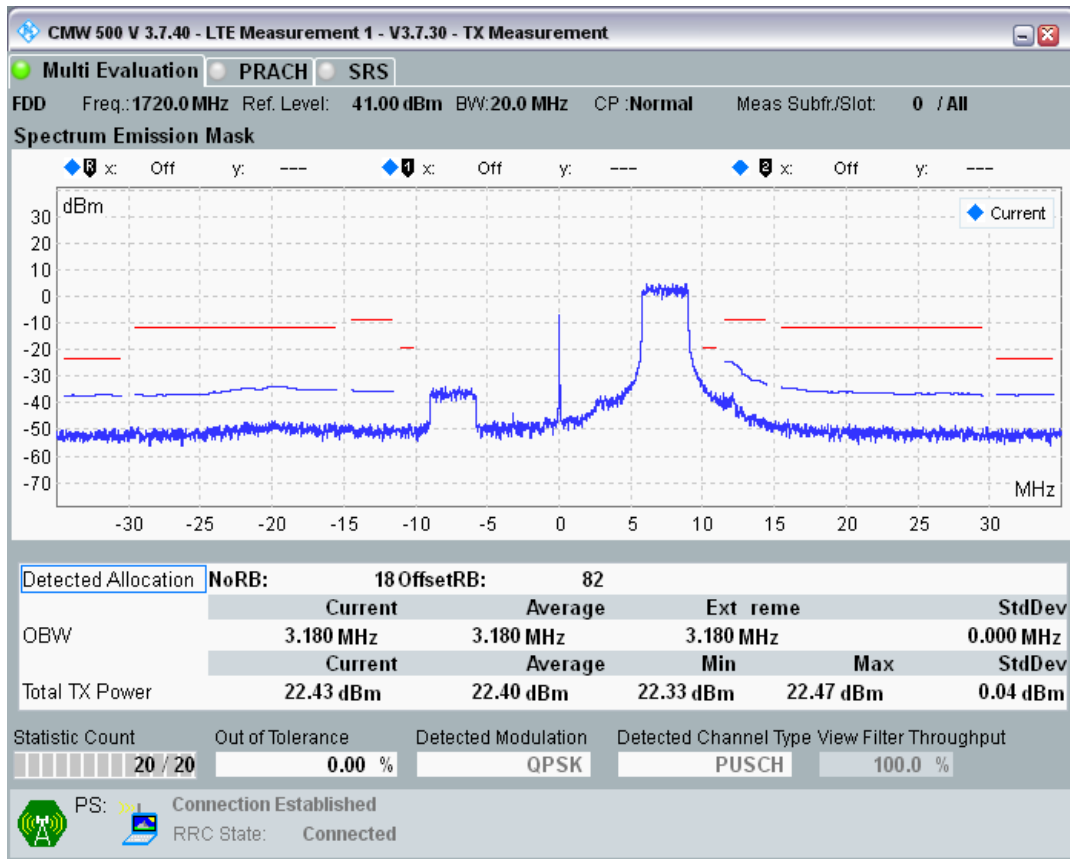 CMW 500 V 3.7.40 - LTE Measurement 1 - V3.7.30 - TX Measurement
Multi Evaluation PRACH SRS
FDD Freq.:1720.0 MHz Ref. Level: 41.00 dBm BW:20.0 MHz CP :Normal Meas Subfr./Slot: 0 / All
Spectrum Emission Mask
R x: Off y: --- 1 x: Off y: --- 2 x: Off y: ---
dBm
Current
30
20
10
0
-10
-20
-30
-40
-50
-60
-70
MHz
-30 -25 -20 -15 -10 -5 0 5 10 15 20 25 30
Detected Allocation NoRB: 18 OffsetRB: 82
Current Average Ext reme StdDev
OBW 3.180 MHz 3.180 MHz 3.180 MHz 0.000 MHz
Current Average Min Max StdDev
Total TX Power 22.43 dBm 22.40 dBm 22.33 dBm 22.47 dBm 0.04 dBm
Statistic Count Out of Tolerance Detected Modulation Detected Channel Type View Filter Throughput
20 / 20 0.00 % QPSK PUSCH 100.0 %
PS: Connection Established
RRC State: Connected